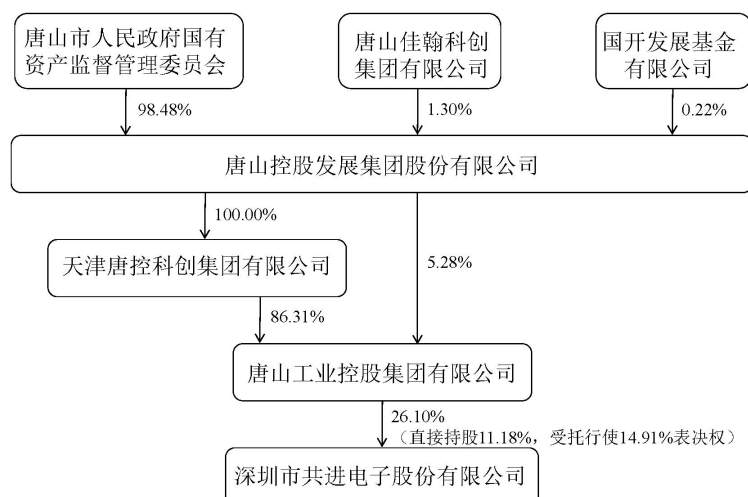 唐山市人民政府国有
资产监督管理委员会
唐山佳翰科创
集团有限公司
国开发展基金
有限公司
98.48%
1.30%
0.22%
唐山控股发展集团股份有限公司
100.00%
天津唐控科创集团有限公司
5.28%
86.31%
唐山工业控股集团有限公司
26.10%
（直接持股11.18%，受托行使14.91%表决权）
深圳市共进电子股份有限公司